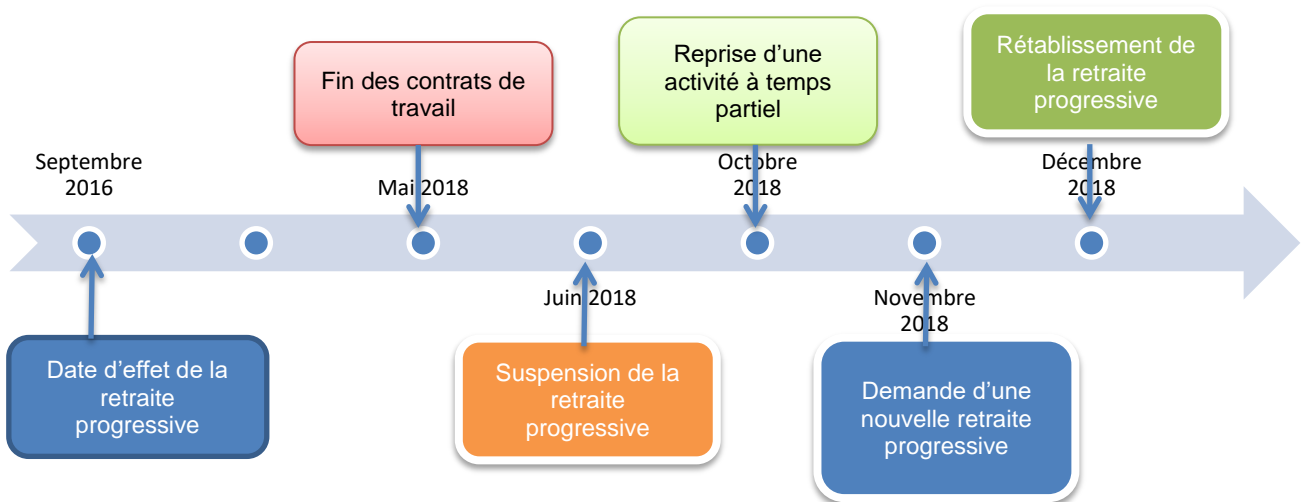 Fin des contrats de
travail
Reprise d’une
activité à temps
partiel
Rétablissement de
la retraite
progressive
Septembre
2016
Mai 2018
Octobre
2018
Décembre
2018
Juin 2018
Novembre
2018
Date d’effet de la
retraite
progressive
Suspension de la
retraite
progressive
Demande d’une
nouvelle retraite
progressive